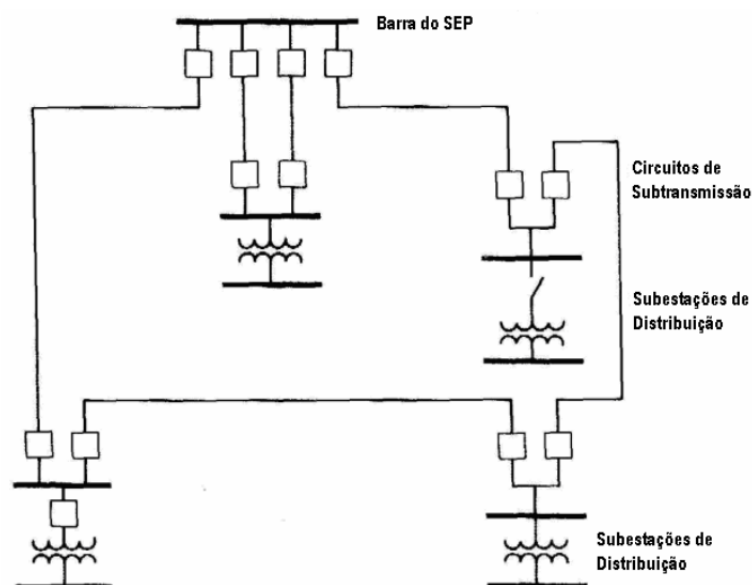 Barra do SEP
Circuitos de
Subtransmissão
Subestações de
Distribuição
Subestações de
Distribuição